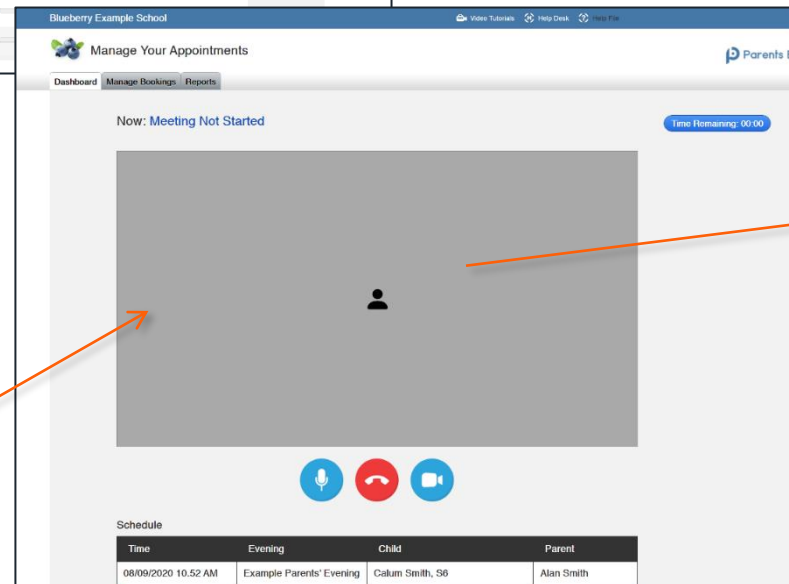 Blueberry Example School Video Tutorials Help Desk Help File
Manage Your Appointments
Parents
Dashboard Manage Bookings Reports
Now: Meeting Not Started
Time Remaining: 00:00
Schedule
Time Evening Child Parent
08/09/2020 10.52 AM Example Parents' Evening Calum Smith, S6 Alan Smith